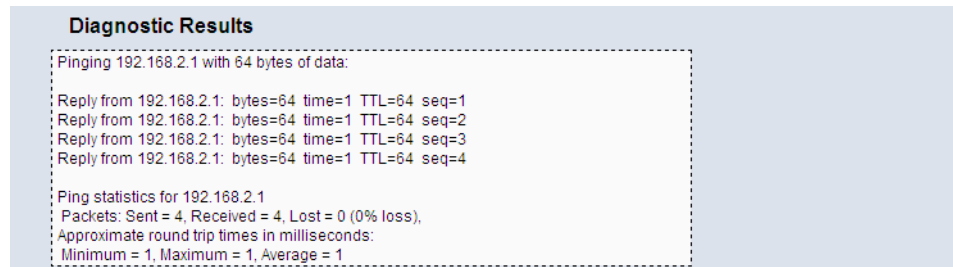 Diagnostic Results
Pinging 192.168.2.1 with 64 bytes of data:
Reply from 192.168.2.1: bytes=64 time=1 TTL=64 seq=1
Reply from 192.168.2.1: bytes=64 time=1 TTL=64 seq=2
Reply from 192.168.2.1: bytes=64 time=1 TTL=64 seq=3
Reply from 192.168.2.1: bytes=64 time=1 TTL=64 seq=4
Ping statistics for 192.168.2.1
Packets: Sent = 4, Received = 4, Lost = 0 (0% loss),
Approximate round trip times in milliseconds:
Minimum = 1, Maximum = 1, Average = 1